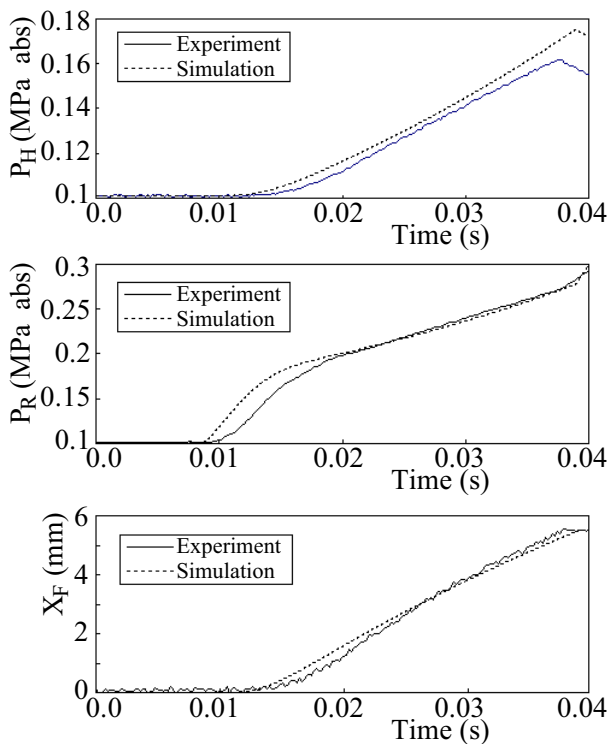 P_H (MPa abs)
0.18
0.16
0.14
0.12
0.1
Experiment
Simulation
0.0 0.01 0.02 0.03 0.04
Time (s)
P_R (MPa abs)
0.3
0.25
0.2
0.15
0.1
Experiment
Simulation
0.0 0.01 0.02 0.03 0.04
Time (s)
X_F (mm)
6
4
2
0
Experiment
Simulation
0.0 0.01 0.02 0.03 0.04
Time (s)